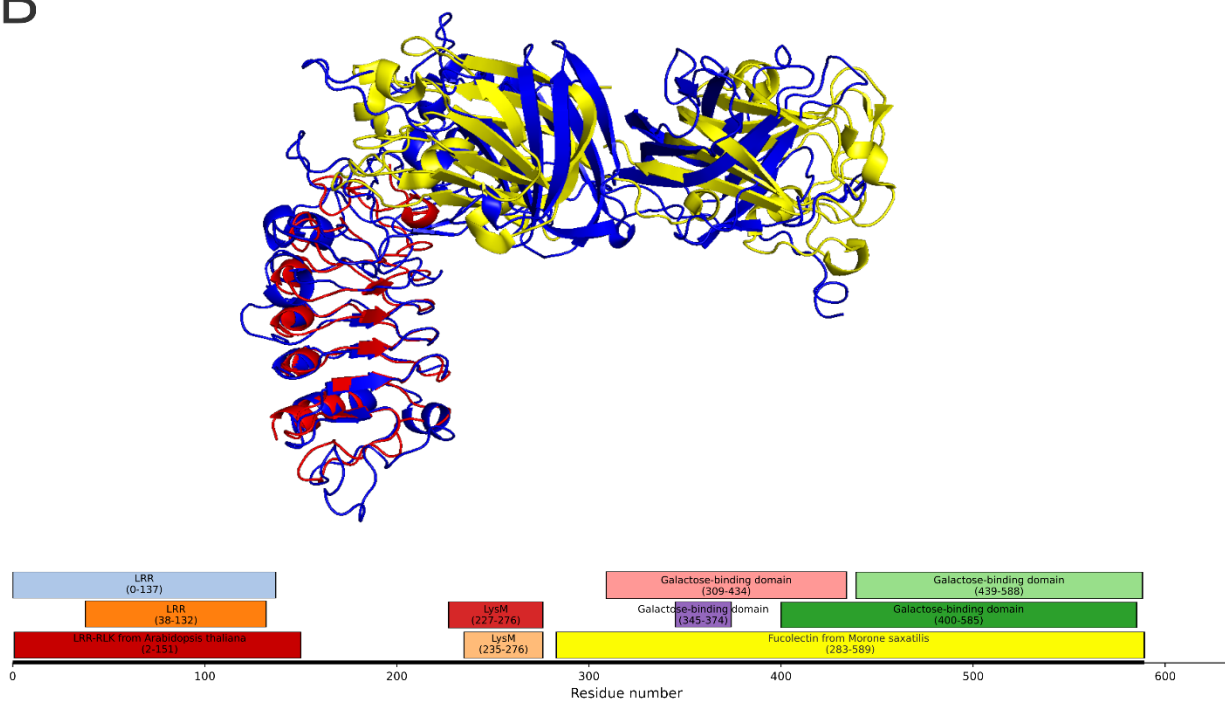 B
LRR
(0-137)
Galactose-binding domain
(309-434)
Galactose-binding domain
(439-588)
LRR
(38-132)
LysM
(227-276)
Galactose-binding domain
(345-374)
Galactose-binding domain
(400-585)
LRR-RLK from Arabidopsis thaliana
(2-151)
LysM
(235-276)
Fucolectin from Morone saxatilis
(283-589)
0 100 200 300 400 500 600
Residue number